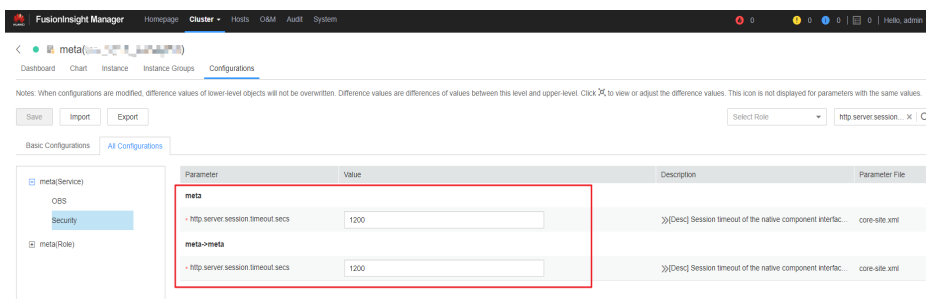 HUAWEI FusionInsight Manager Homepage Cluster Hosts O&M Audit System 0 0 0 0 Hello, admin
meta( )
Dashboard Chart Instance Instance Groups Configurations
Notes: When configurations are modified, difference values of lower-level objects will not be overwritten. Difference values are differences of values between this level and upper-level. Click , to view or adjust the difference values. This icon is not displayed for parameters with the same values.
Save Import Export Select Role http.server.session...
Basic Configurations All Configurations
Parameter Value Description Parameter File
meta(Service)
meta
OBS
Security
* http.server.session.timeout.secs 1200 [Desc] Session timeout of the native component interfac... core-site.xml
meta(Role)
meta->meta
* http.server.session.timeout.secs 1200 [Desc] Session timeout of the native component interfac... core-site.xml